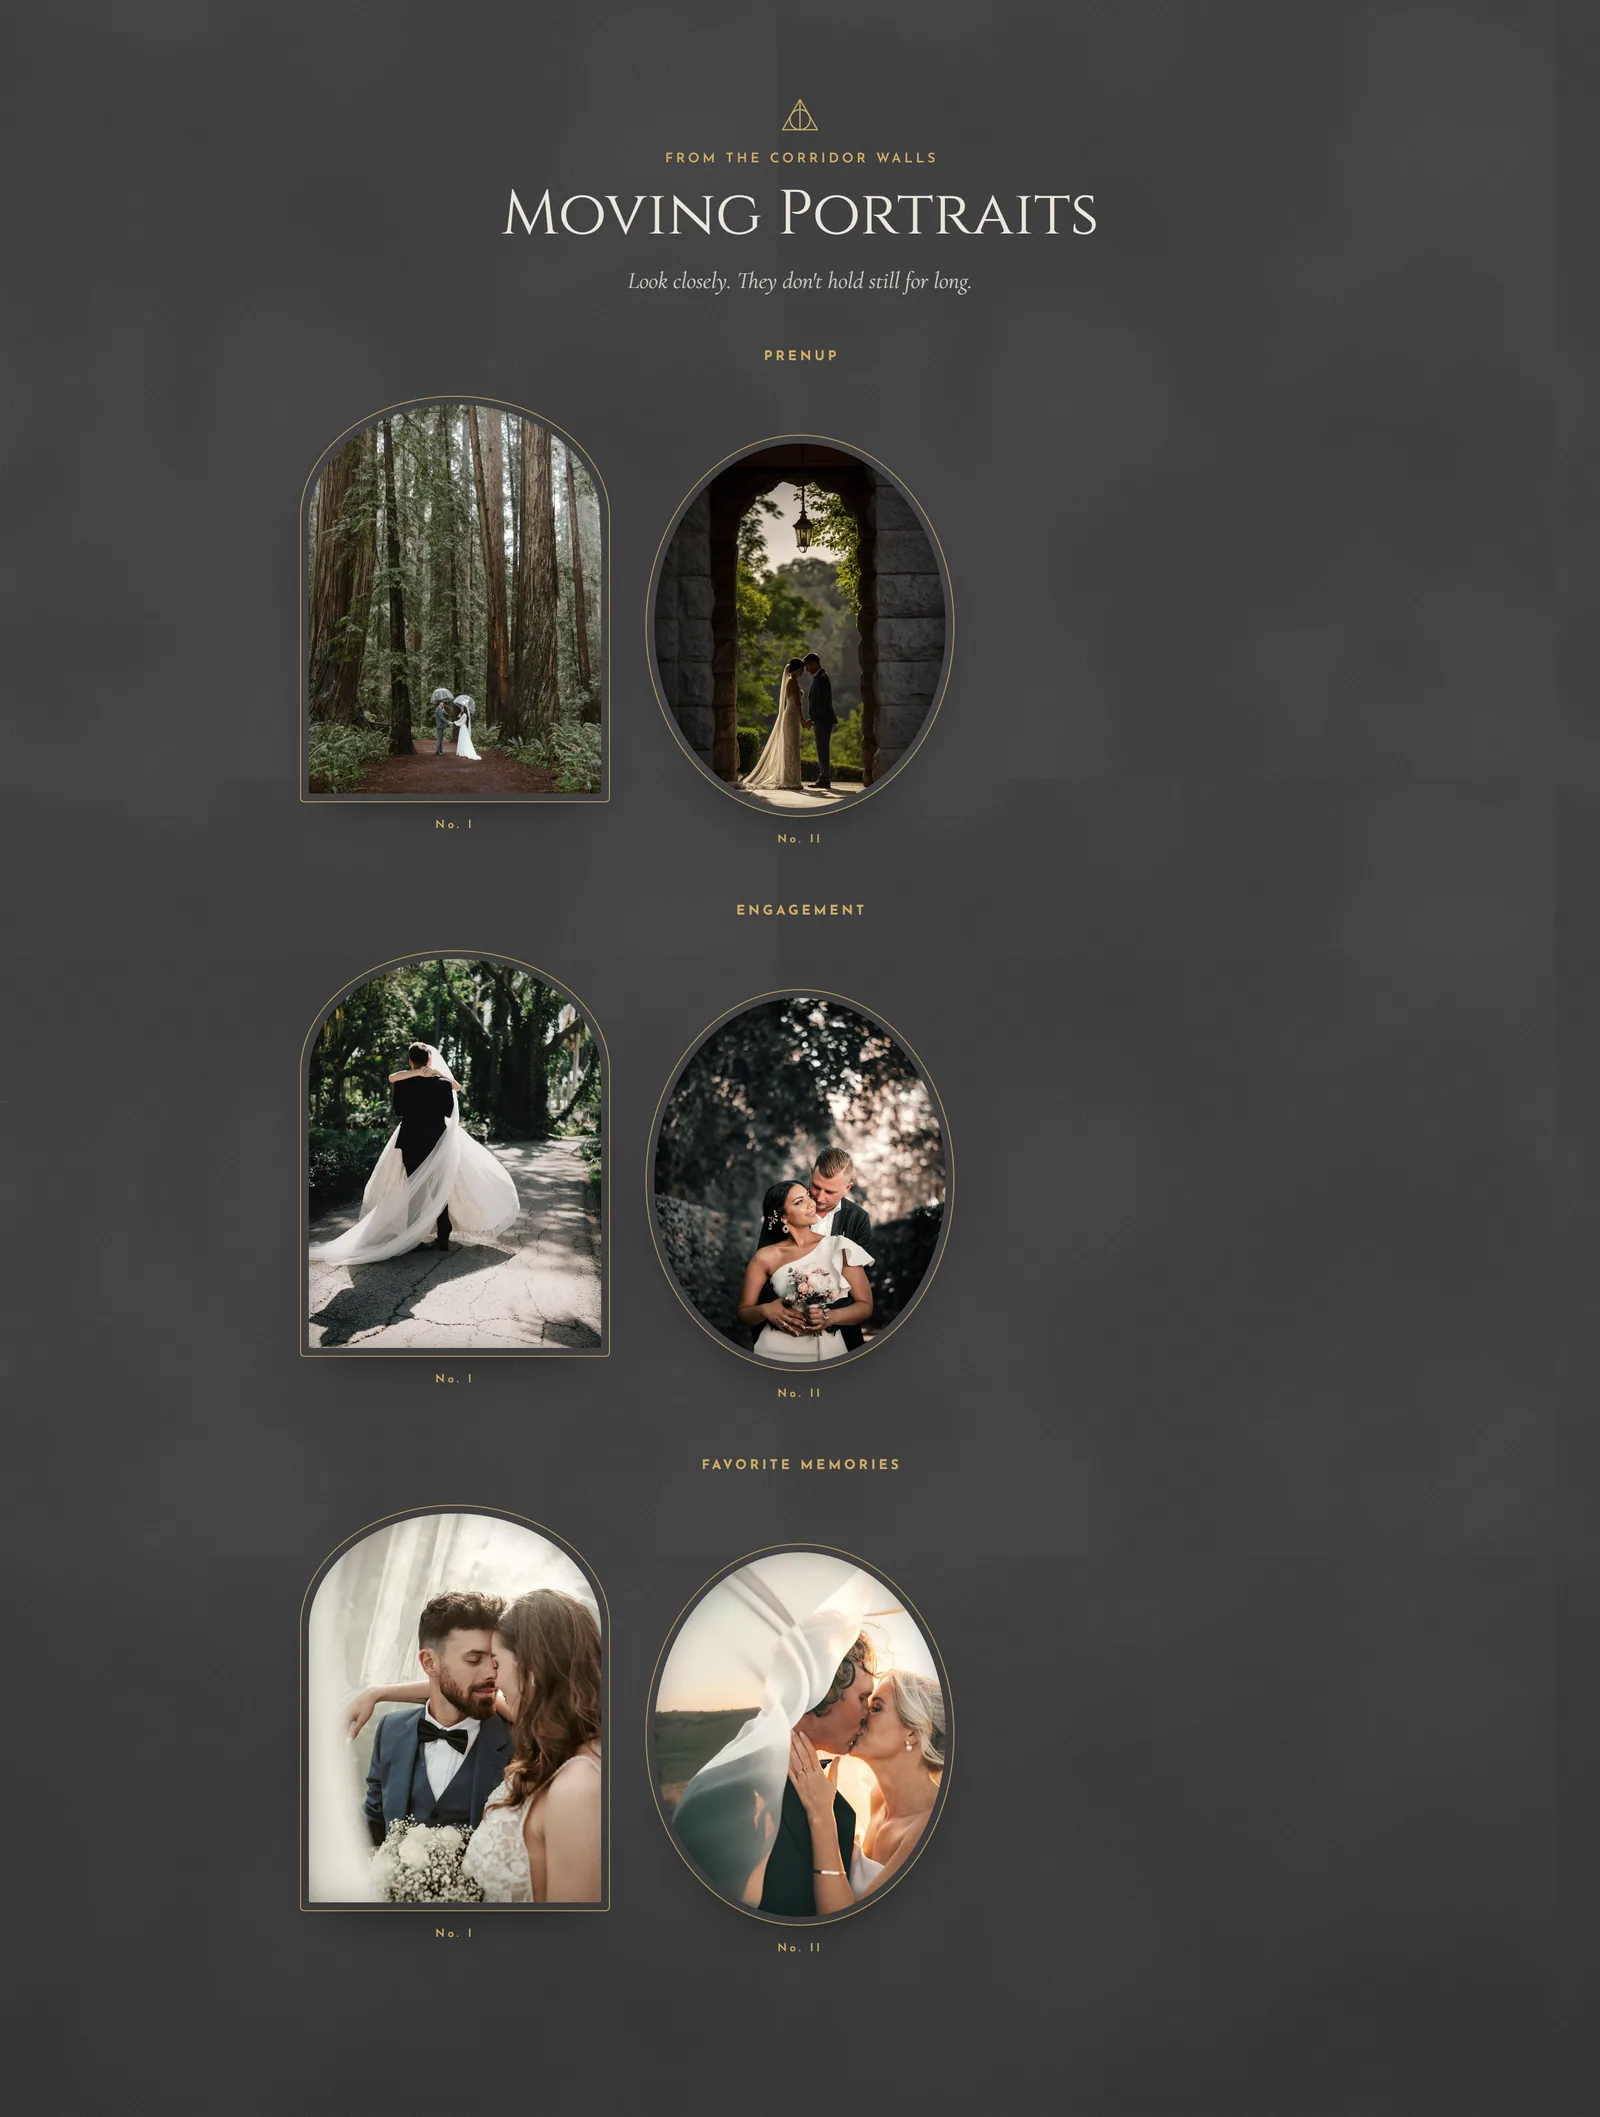 FROM THE CORRIDOR WALLS
MOVING PORTRAITS
Look closely. They don't hold still for long.
PRENUP
No. I
No. II
ENGAGEMENT
No. I
No. II
FAVORITE MEMORIES
No. I
No. II